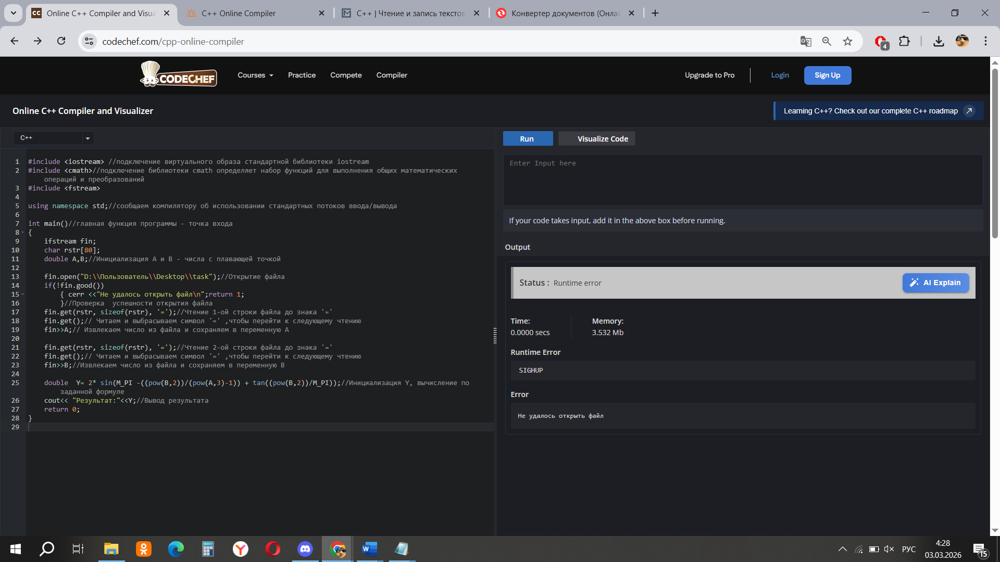 Online C++ Compiler and Visua
C++ Online Compiler
C++ | Чтение и запись текстов
Конвертер документов (Онлай
codechef.com/cpp-online-compiler
4
CODECHEF
Courses
Practice
Compete
Compiler
Upgrade to Pro
Login
Sign Up
Online C++ Compiler and Visualizer
Learning C++? Check out our complete C++ roadmap
C++
Run
Visualize Code
1 #include <iostream> //подключение виртуального образа стандартной библиотеки iostream
2 #include <cmath>//подключение библиотеки cmath определяет набор функций для выполнения общих математических
операций и преобразований
3 #include <fstream>
4
5 using namespace std;//сообщаем компилятору об использовании стандартных потоков ввода/вывода
6
7 int main()//главная функция программы - точка входа
8 {
9 ifstream fin;
10 char rstr[80];
11 double A,B;//Инициализация А и В - числа с плавающей точкой
12
13 fin.open("D:\\Пользователь\\Desktop\\task");//Открытие файла
14 if(!fin.good())
15 { cerr <<"Не удалось открыть файл\n";return 1;
16 }//Проверка  успешности открытия файла
17 fin.get(rstr, sizeof(rstr), '=');//Чтение 1-ой строки файла до знака '='
18 fin.get();// Читаем и выбрасываем символ '=' ,чтобы перейти к следующему чтению
19 fin>>A;// Извлекаем число из файла и сохраняем в переменную А
20
21 fin.get(rstr, sizeof(rstr), '=');//Чтение 2-ой строки файла до знака '='
22 fin.get();// Читаем и выбрасываем символ '=' ,чтобы перейти к следующему чтению
23 fin>>B;//Извлекаем число из файла и сохраняем в переменную В
24
25 double  Y= 2* sin(M_PI -((pow(B,2))/(pow(A,3)-1)) + tan((pow(B,2))/M_PI));//Инициализация Y, вычисление по
заданной формуле
26 cout<< "Результат:"<<Y;//Вывод результата
27 return 0;
28 }
29
Enter Input here
If your code takes input, add it in the above box before running.
Output
Status : Runtime error
AI Explain
Time:
0.0000 secs
Memory:
3.532 Mb
Runtime Error
SIGHUP
Error
Не удалось открыть файл
РУС
4:28
03.03.2026
15